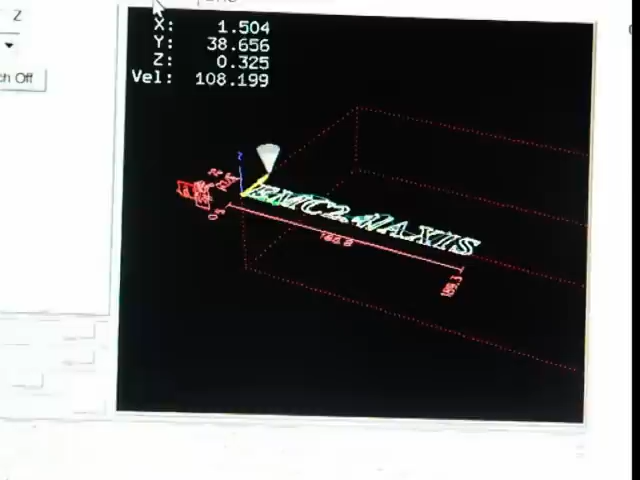 Z
ch Off
X: 1.504
Y: 38.656
Z: 0.325
Vel: 108.199
EMC2 AXIS